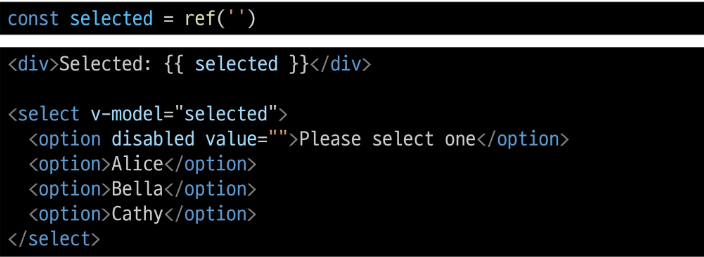 const selected = ref('')
<div>Selected: {{ selected }}</div>
<select v-model="selected">
  <option disabled value="">Please select one</option>
  <option>Alice</option>
  <option>Bella</option>
  <option>Cathy</option>
</select>